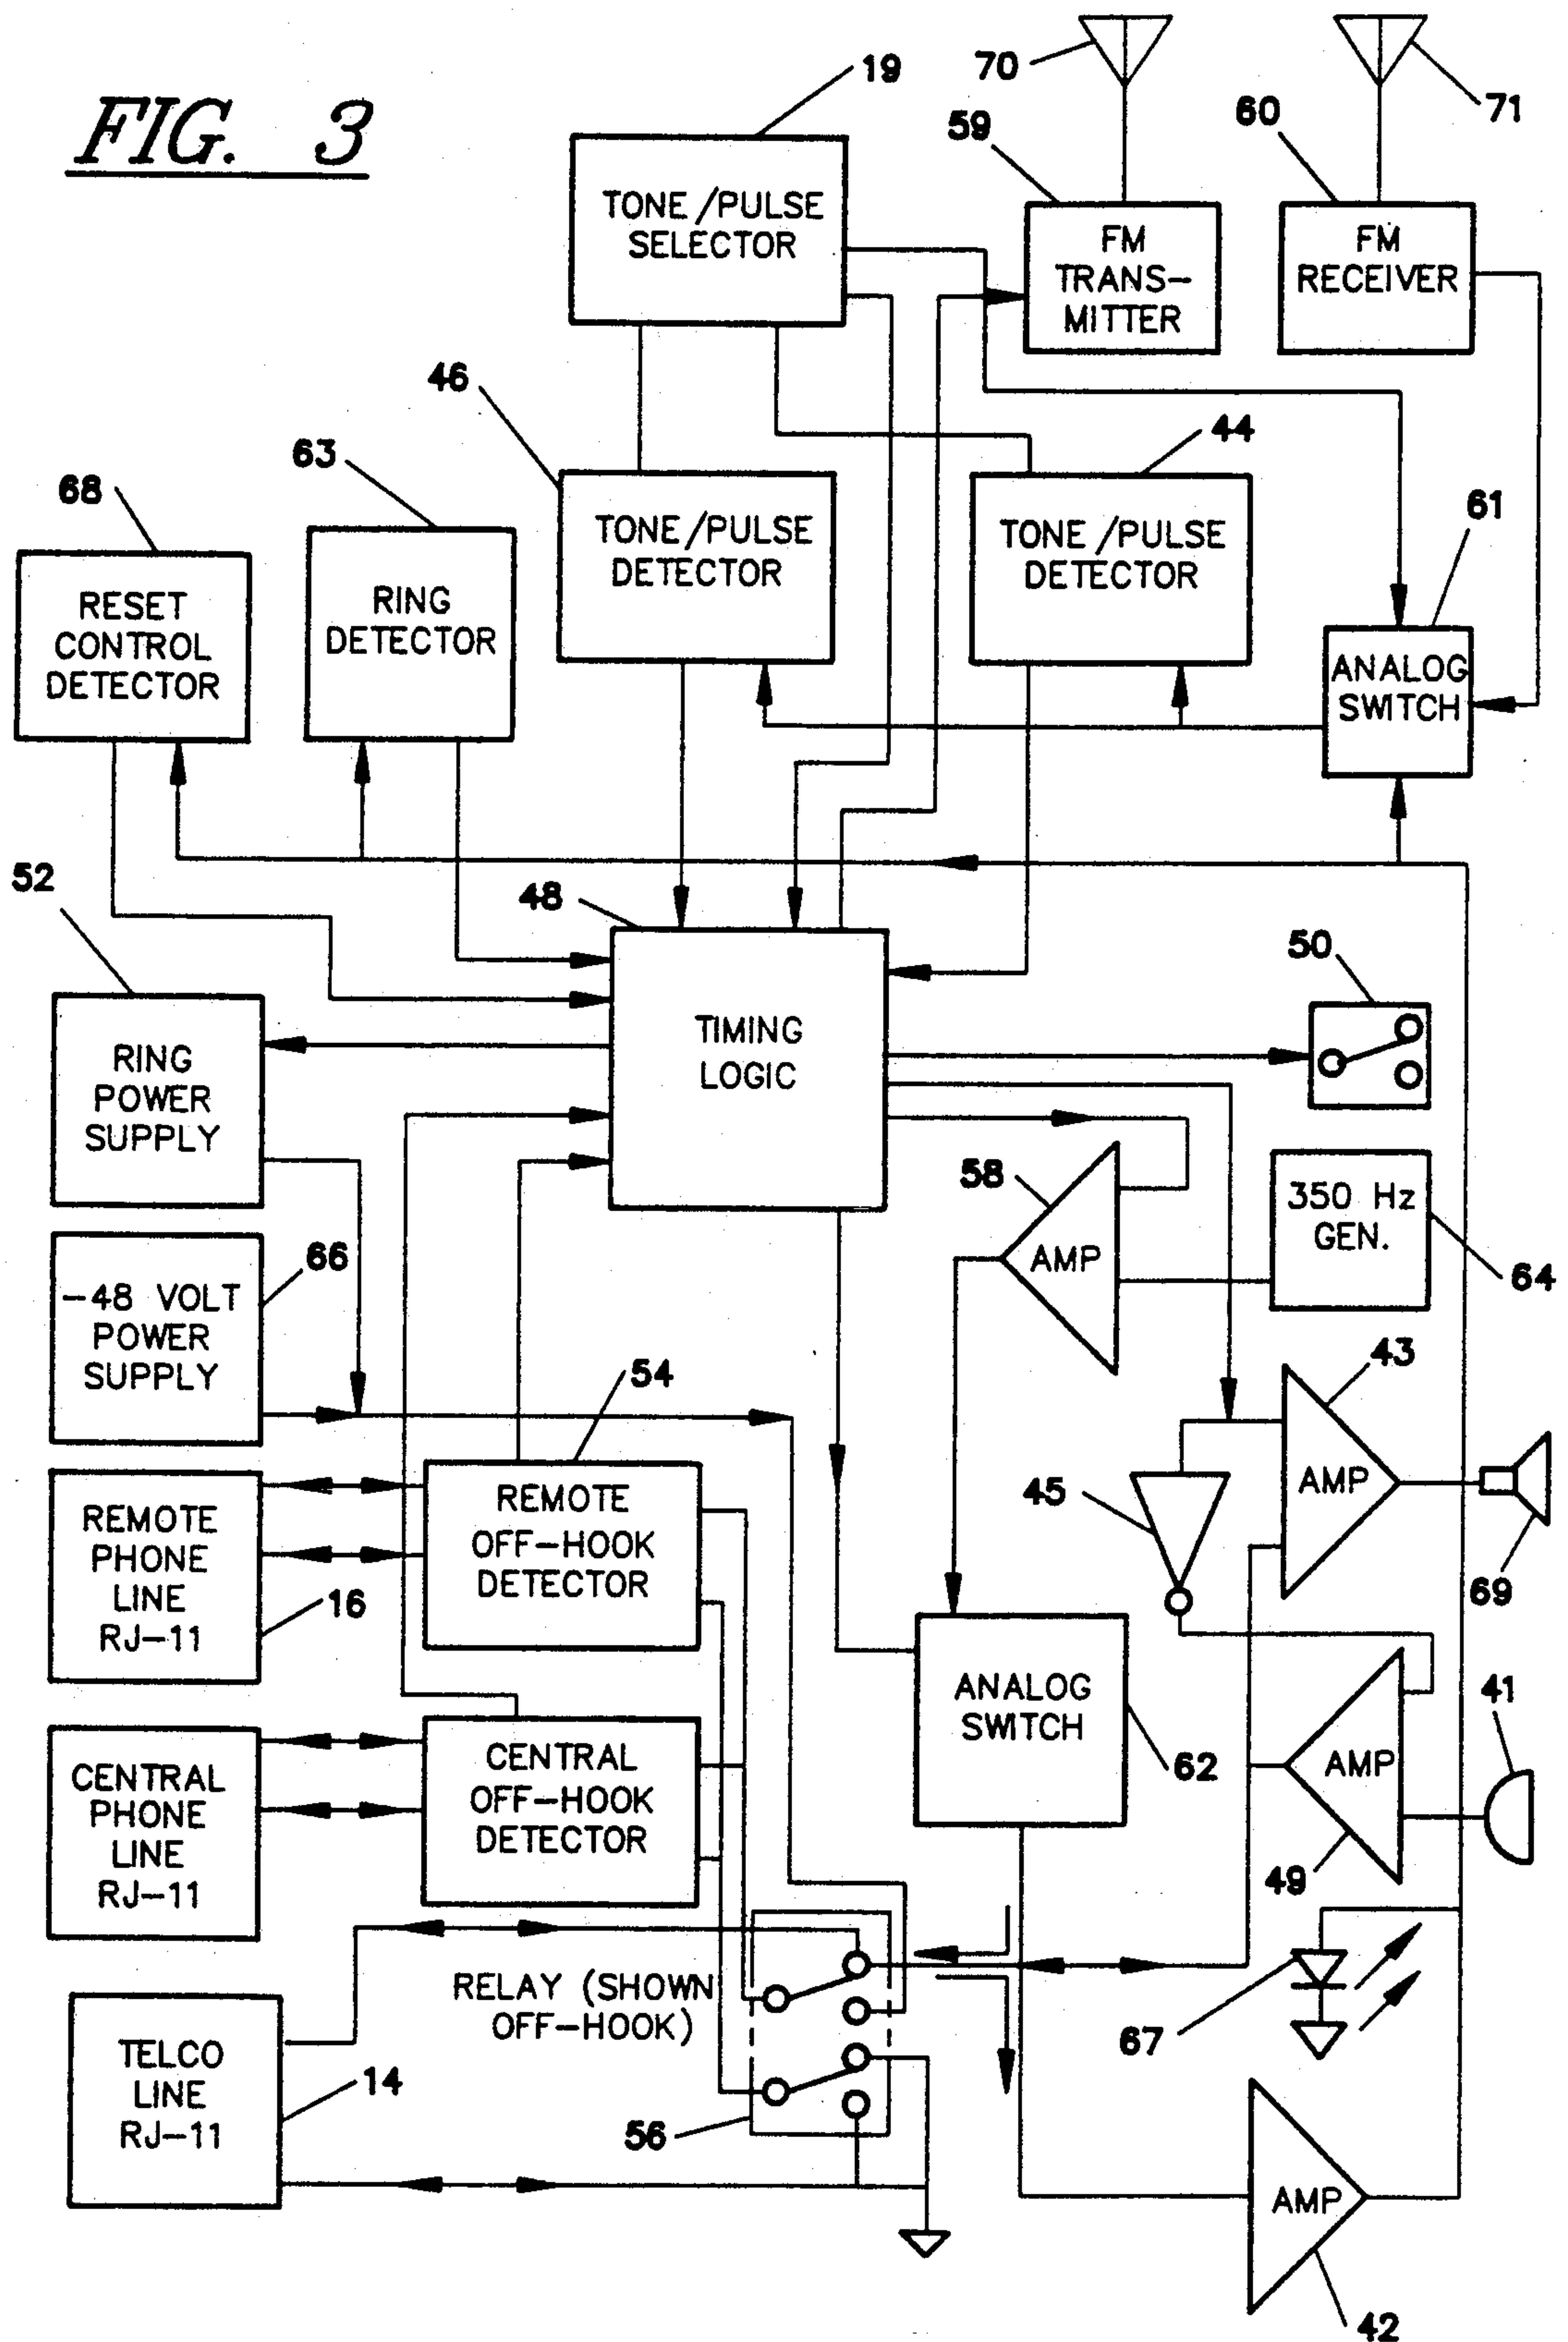 FIG. 3
19
70
71
59
60
TONE/PULSE
SELECTOR
FM
TRANS-
MITTER
FM
RECEIVER
46
44
63
68
61
TONE/PULSE
DETECTOR
TONE/PULSE
DETECTOR
RING
DETECTOR
RESET
CONTROL
DETECTOR
ANALOG
SWITCH
52
48
50
RING
POWER
SUPPLY
TIMING
LOGIC
58
AMP
350 Hz
GEN.
64
66
-48 VOLT
POWER
SUPPLY
54
43
AMP
45
69
REMOTE
PHONE
LINE
RJ-11
16
REMOTE
OFF-HOOK
DETECTOR
ANALOG
SWITCH
62
41
AMP
49
CENTRAL
PHONE
LINE
RJ-11
CENTRAL
OFF-HOOK
DETECTOR
RELAY (SHOWN
OFF-HOOK)
67
TELCO
LINE
RJ-11
14
56
AMP
42